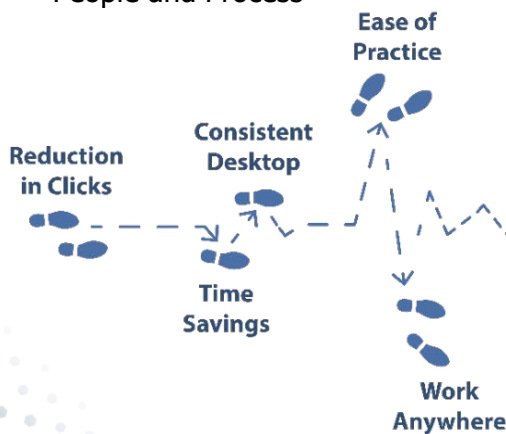 People and Process
Ease of
Practice
Consistent
Desktop
Reduction
in Clicks
Time
Savings
Work
Anywhere